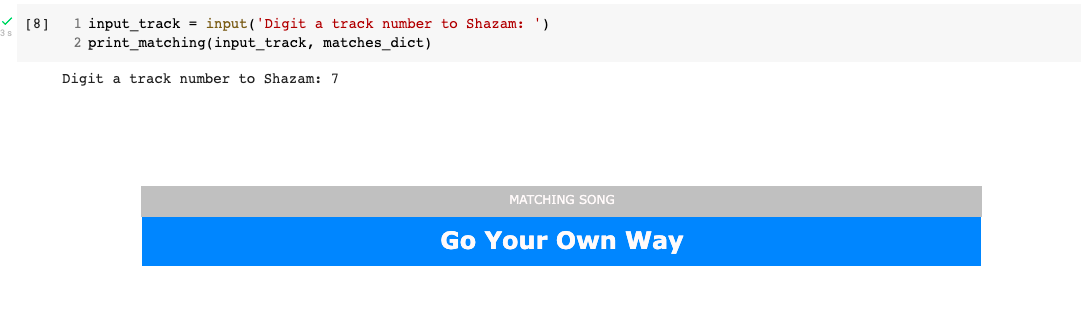 [8] 1 input_track = input('Digit a track number to Shazam: ')
3 s
2 print_matching(input_track, matches_dict)
Digit a track number to Shazam: 7
MATCHING SONG
Go Your Own Way